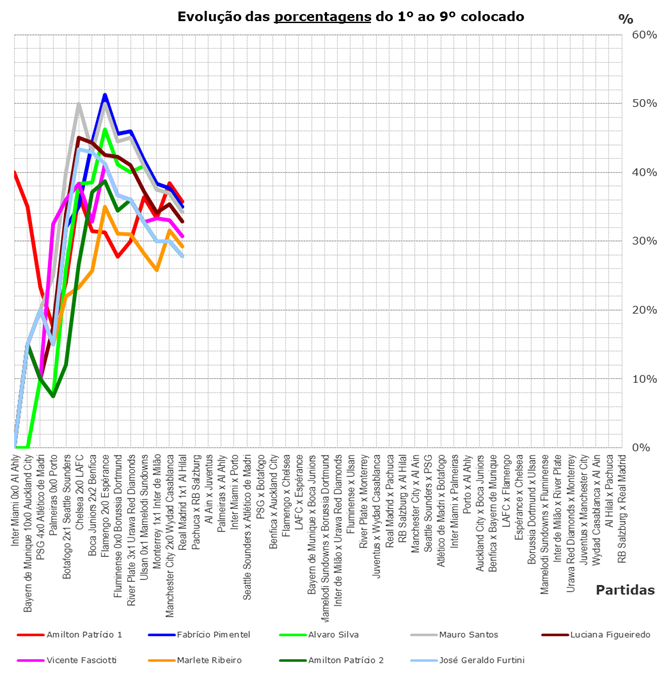 Evolução das porcentagens do 1º ao 9º colocado
%
60%
50%
40%
30%
20%
10%
0%
Inter Miami 0x0 Al Ahly
Bayern de Munique 10x0 Auckland City
PSG 4x0 Atlético de Madri
Palmeiras 0x0 Porto
Botafogo 2x1 Seattle Sounders
Chelsea 2x0 LAFC
Boca Juniors 2x2 Benfica
Flamengo 2x0 Espérance
Fluminense 0x0 Borussia Dortmund
River Plate 3x1 Urawa Red Diamonds
Ulsan 0x1 Mamelodi Sundowns
Monterrey 1x1 Inter de Milão
Manchester City 2x0 Wydad Casablanca
Real Madrid 1x1 Al Hilal
Pachuca x RB Salzburg
Al Ain x Juventus
Palmeiras x Al Ahly
Inter Miami x Porto
Seattle Sounders x Atlético de Madri
PSG x Botafogo
Benfica x Auckland City
Flamengo x Chelsea
LAFC x Espérance
Bayern de Munique x Boca Juniors
Mamelodi Sundowns x Borussia Dortmund
Inter de Milão x Urawa Red Diamonds
Fluminense x Ulsan
River Plate x Monterrey
Juventus x Wydad Casablanca
Real Madrid x Pachuca
RB Salzburg x Al Hilal
Manchester City x Al Ain
Seattle Sounders x PSG
Atlético de Madri x Botafogo
Inter Miami x Palmeiras
Porto x Al Ahly
Auckland City x Boca Juniors
Benfica x Bayern de Munique
LAFC x Flamengo
Espérance x Chelsea
Borussia Dortmund x Ulsan
Mamelodi Sundowns x Fluminense
Inter de Milão x River Plate
Urawa Red Diamonds x Monterrey
Juventus x Manchester City
Wydad Casablanca x Al Ain
Al Hilal x Pachuca
RB Salzburg x Real Madrid
Partidas
Amilton Patrício 1
Fabrício Pimentel
Alvaro Silva
Mauro Santos
Luciana Figueiredo
Vicente Fasciotti
Marlete Ribeiro
Amilton Patrício 2
José Geraldo Furtini